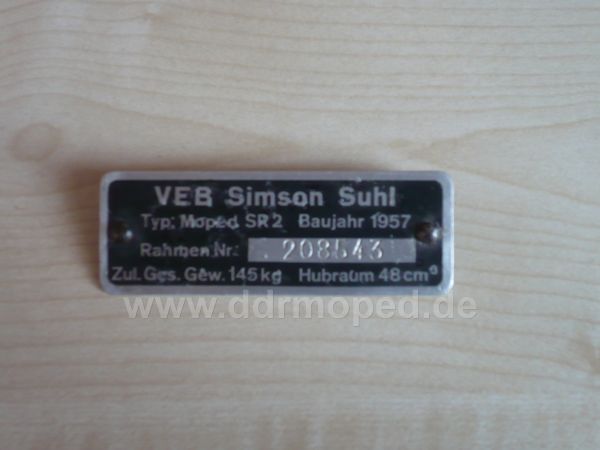 VEB Simson Suhl
Typ: Moped SR2 Baujahr 1957
Rahmen Nr. 208543
Zul. Ges. Gew. 145 kg Hubraum 48 cm³
www.ddrmoped.de